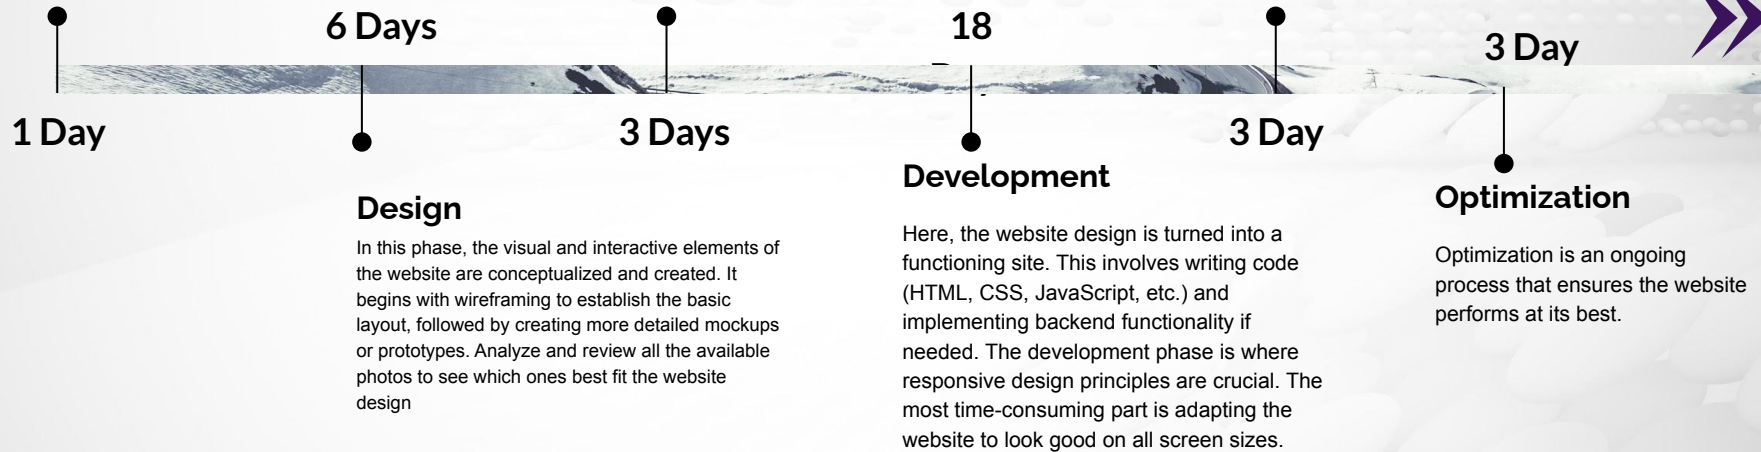 6 Days
18
3 Day
1 Day
3 Days
3 Day
Design
In this phase, the visual and interactive elements of
the website are conceptualized and created. It
begins with wireframing to establish the basic
layout, followed by creating more detailed mockups
or prototypes. Analyze and review all the available
photos to see which ones best fit the website
design
Development
Here, the website design is turned into a
functioning site. This involves writing code
(HTML, CSS, JavaScript, etc.) and
implementing backend functionality if
needed. The development phase is where
responsive design principles are crucial. The
most time-consuming part is adapting the
website to look good on all screen sizes.
Optimization
Optimization is an ongoing
process that ensures the website
performs at its best.